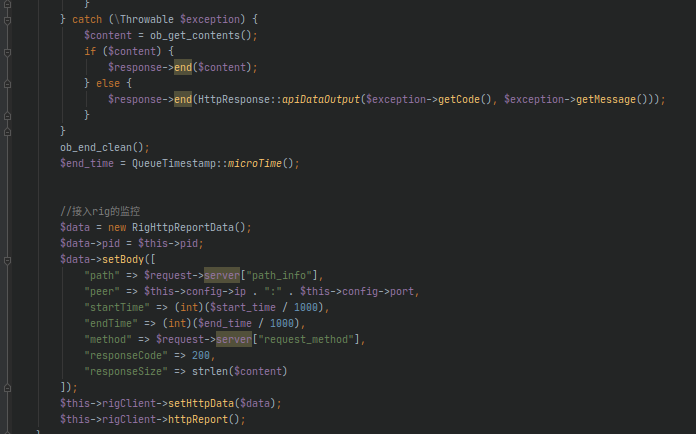 }
} catch (\Throwable $exception) {
$content = ob_get_contents();
if ($content) {
$response->end($content);
} else {
$response->end(HttpResponse::apiDataOutput($exception->getCode(), $exception->getMessage()));
}
}
ob_end_clean();
$end_time = QueueTimestamp::microTime();
//接入rig的监控
$data = new RigHttpReportData();
$data->pid = $this->pid;
$data->setBody([
"path" => $request->server["path_info"],
"peer" => $this->config->ip . ":" . $this->config->port,
"startTime" => (int)($start_time / 1000),
"endTime" => (int)($end_time / 1000),
"method" => $request->server["request_method"],
"responseCode" => 200,
"responseSize" => strlen($content)
]);
$this->rigClient->setHttpData($data);
$this->rigClient->httpReport();
}